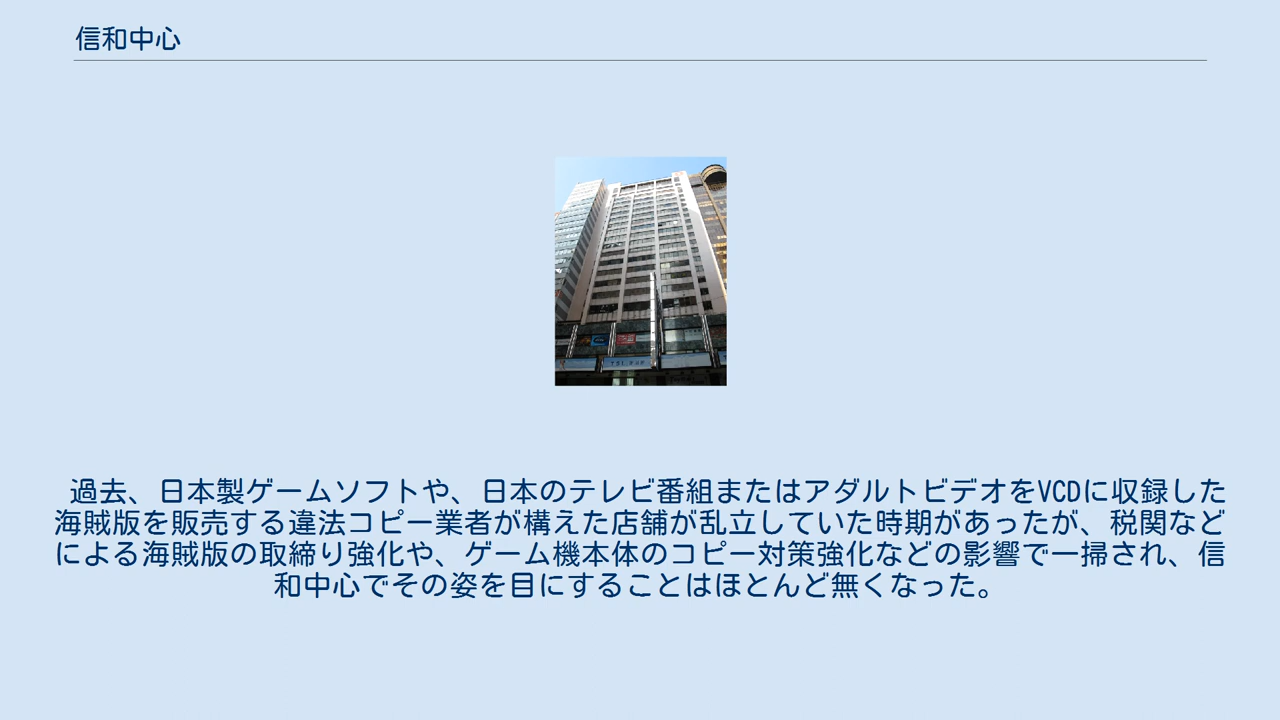 信和中心
過去、日本製ゲームソフトや、日本のテレビ番組またはアダルトビデオをVCDに収録した
海賊版を販売する違法コピー業者が構えた店舗が乱立していた時期があったが、税関など
による海賊版の取締り強化や、ゲーム機本体のコピー対策強化などの影響で一掃され、信
和中心でその姿を目にすることはほとんど無くなった。